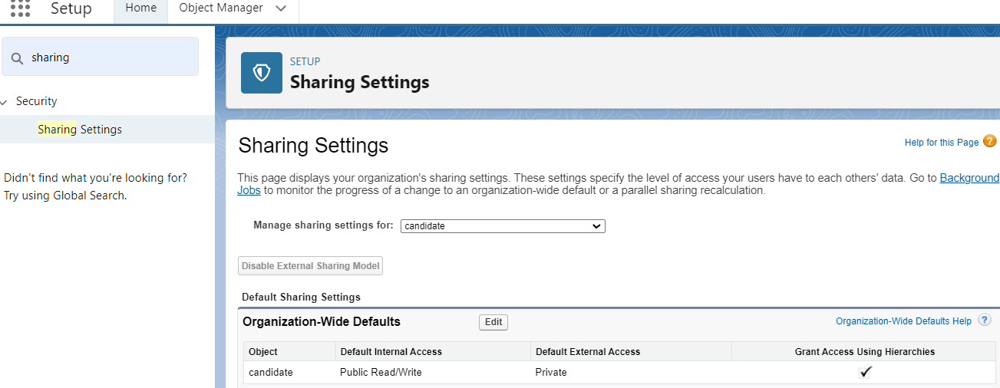 Setup Home Object Manager
sharing
Security
Sharing Settings
Didn't find what you're looking for?
Try using Global Search.
SETUP
Sharing Settings
Sharing Settings
Help for this Page ?
This page displays your organization's sharing settings. These settings specify the level of access your users have to each others' data. Go to Background
Jobs to monitor the progress of a change to an organization-wide default or a parallel sharing recalculation.
Manage sharing settings for: candidate
Disable External Sharing Model
Default Sharing Settings
Organization-Wide Defaults Edit Organization-Wide Defaults Help ?
Object Default Internal Access Default External Access Grant Access Using Hierarchies
candidate Public Read/Write Private